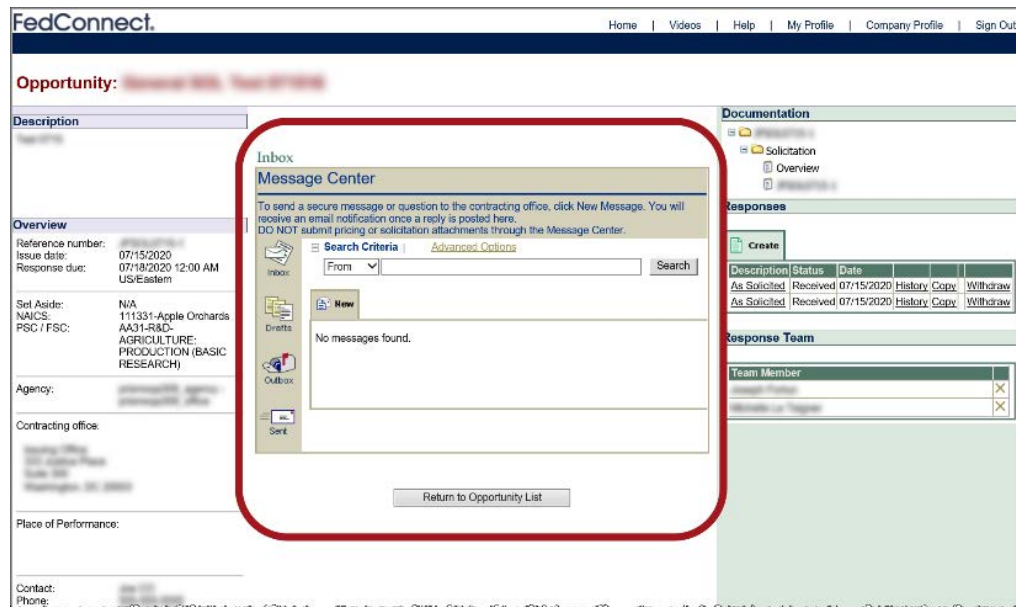 FedConnect.
Home | Videos | Help | My Profile | Company Profile | Sign Out
Opportunity:
Description
Overview
Reference number:
Issue date: 07/15/2020
Response due: 07/18/2020 12:00 AM
US/Eastern
Set Aside: N/A
NAICS: 111331-Apple Orchards
PSC / FSC: AA31-R&D-
AGRICULTURE:
PRODUCTION (BASIC
RESEARCH)
Agency:
Contracting office:
Place of Performance:
Contact:
Phone:
Inbox
Message Center
To send a secure message or question to the contracting office, click New Message. You will
receive an email notification once a reply is posted here.
DO NOT submit pricing or solicitation attachments through the Message Center.
Inbox
Drafts
Outbox
Sent
Search Criteria | Advanced Options
From
Search
New
No messages found.
Return to Opportunity List
Documentation
Solicitation
Overview
Responses
Create
Description Status Date
As Solicited Received 07/15/2020 History Copy Withdraw
As Solicited Received 07/15/2020 History Copy Withdraw
Response Team
Team Member